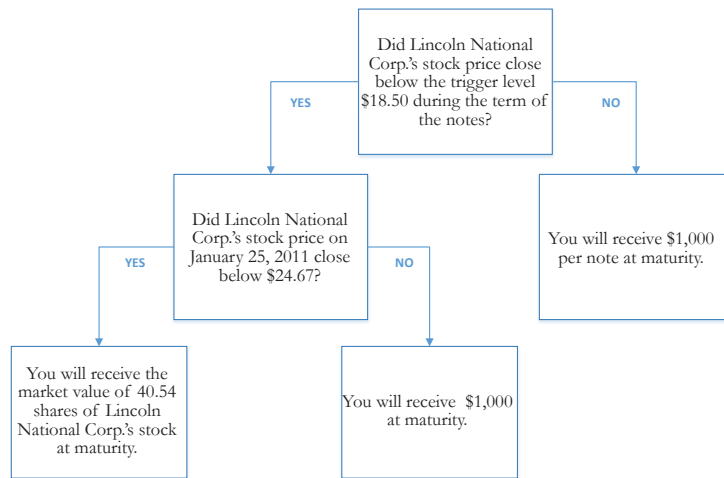 Did Lincoln National
Corp.'s stock price close
below the trigger level
$18.50 during the term of
the notes?
YES
NO
Did Lincoln National
Corp.'s stock price on
January 25, 2011 close
below $24.67?
You will receive $1,000
per note at maturity.
YES
NO
You will receive the
market value of 40.54
shares of Lincoln
National Corp.'s stock
at maturity.
You will receive $1,000
at maturity.